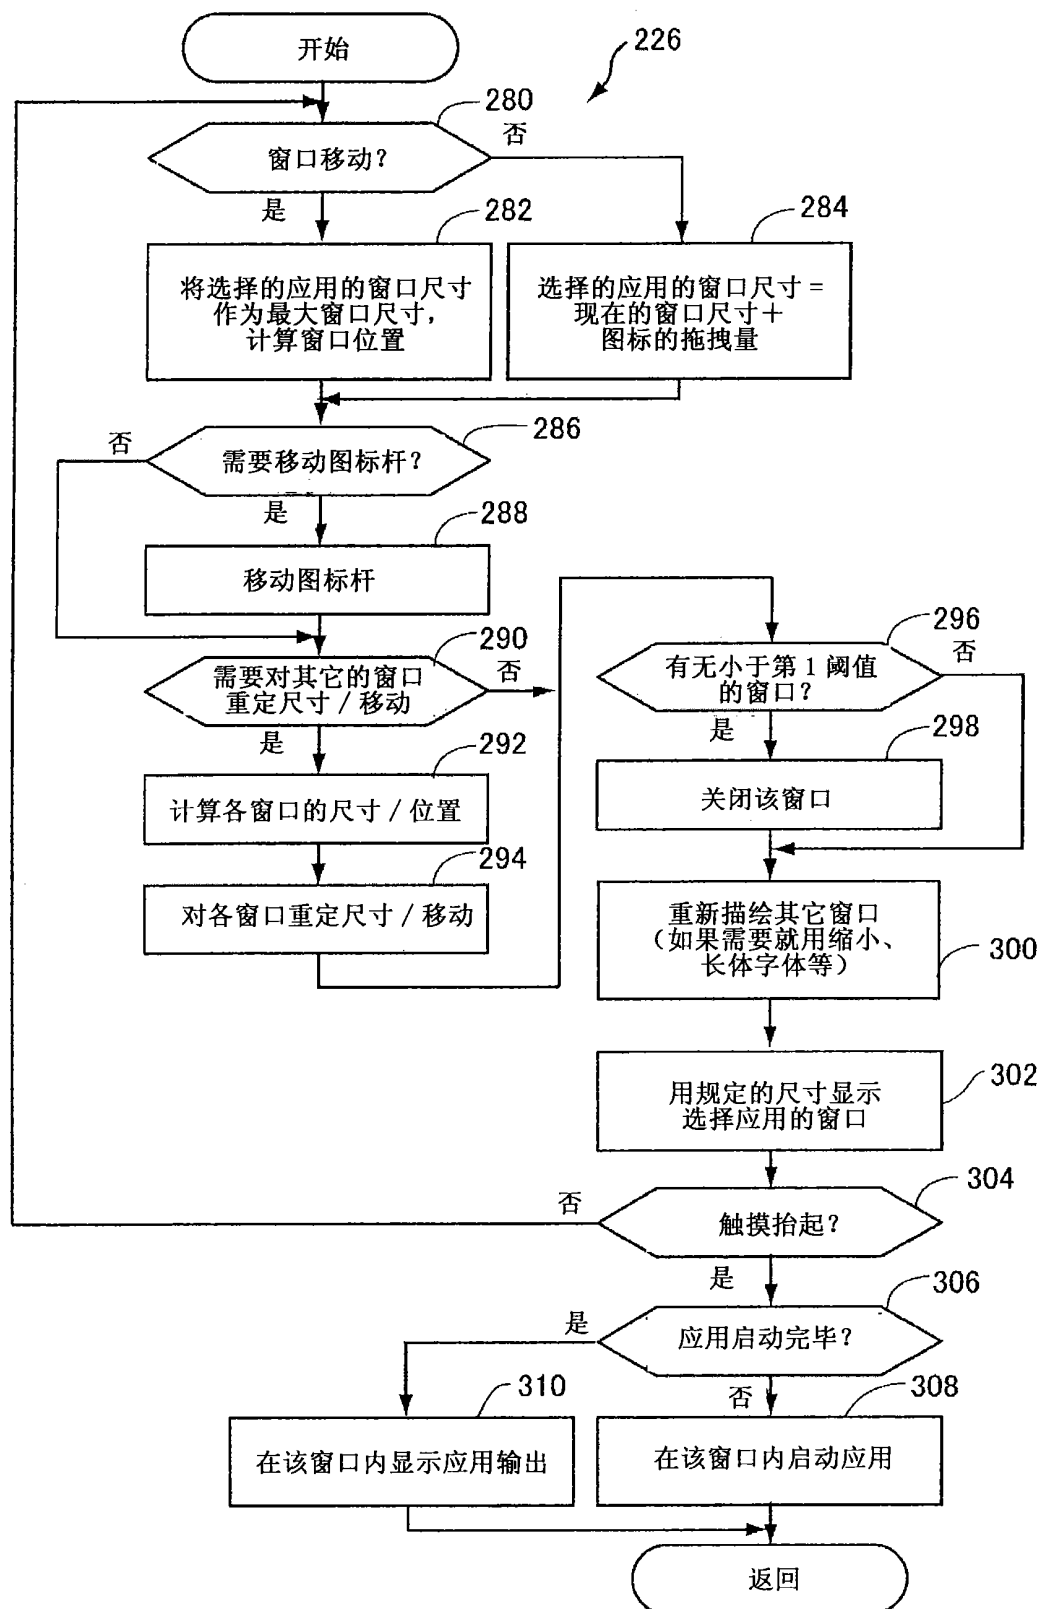 开始
226
280
窗口移动？
否
是
282
将选择的应用的窗口尺寸
作为最大窗口尺寸，
计算窗口位置
284
选择的应用的窗口尺寸＝
现在的窗口尺寸＋
图标的拖拽量
286
否
需要移动图标杆？
是
288
移动图标杆
290
需要对其它的窗口
重定尺寸／移动
否
是
292
计算各窗口的尺寸／位置
294
对各窗口重定尺寸／移动
296
有无小于第1阈值
的窗口？
否
是
298
关闭该窗口
重新描绘其它窗口
（如果需要就用缩小、
长体字体等）
300
用规定的尺寸显示
选择应用的窗口
302
304
否
触摸抬起？
是
306
是
应用启动完毕？
否
308
310
在该窗口内显示应用输出
在该窗口内启动应用
返回